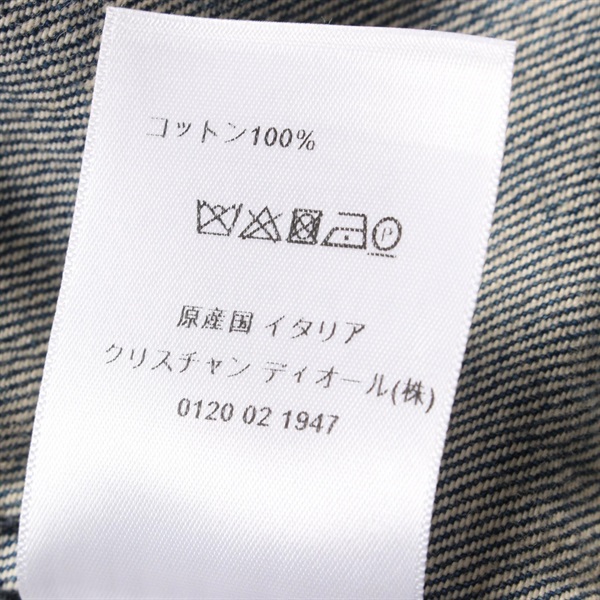 コットン100%
P
原産国 イタリア
クリスチャン ディオール(株)
0120 02 1947